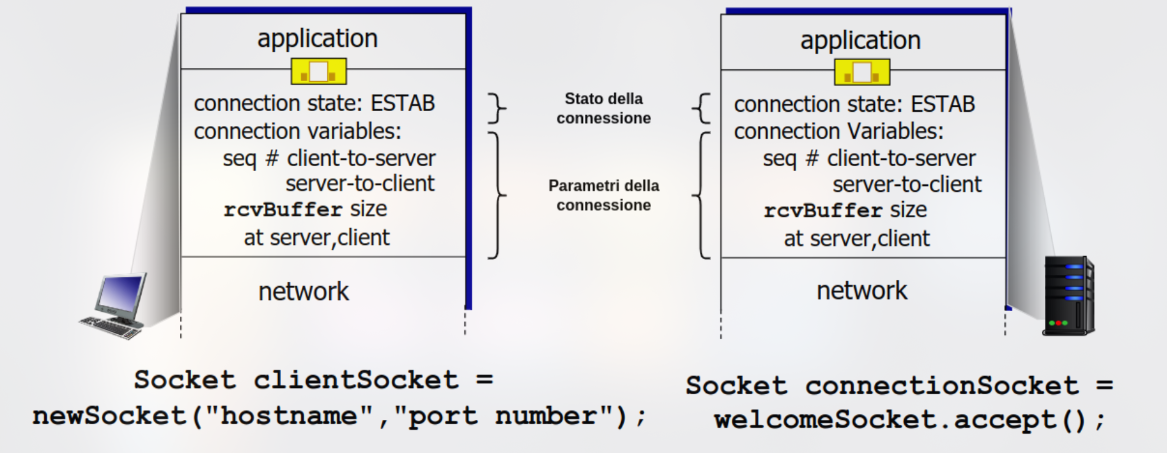 application
connection state: ESTAB
connection variables:
seq # client-to-server
server-to-client
rcvBuffer size
at server,client
network
Socket clientSocket =
newSocket("hostname","port number");
Stato della
connessione
Parametri della
connessione
application
connection state: ESTAB
connection Variables:
seq # client-to-server
server-to-client
rcvBuffer size
at server,client
network
Socket connectionSocket =
welcomeSocket.accept();